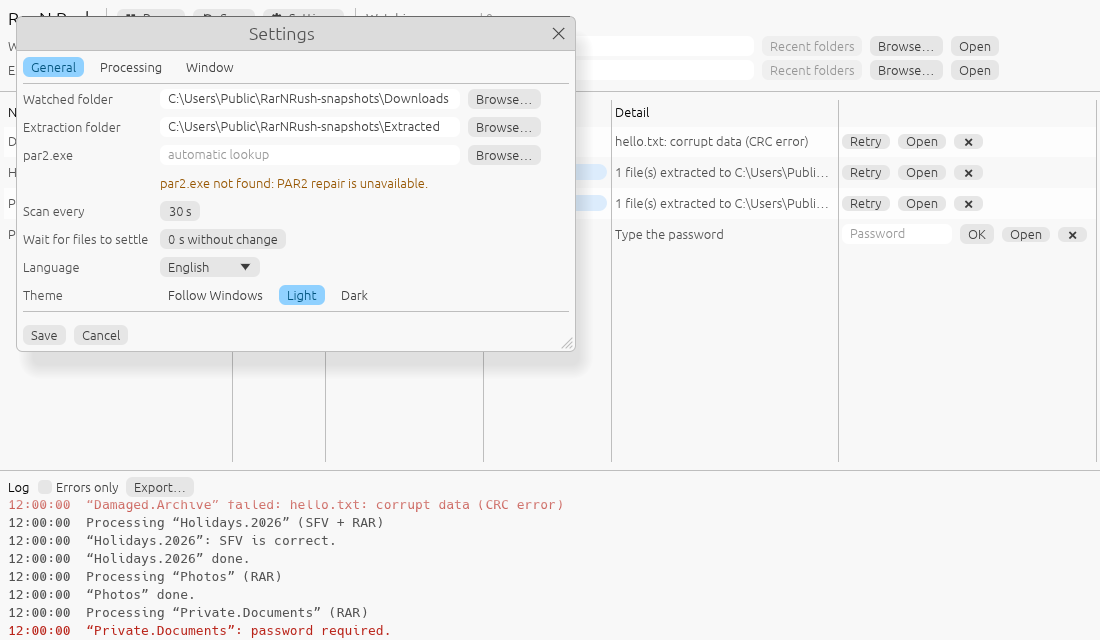 Settings
Recent folders Browse… Open
Recent folders Browse… Open
General Processing Window
Watched folder C:\Users\Public\RarNRush-snapshots\Downloads Browse…
Extraction folder C:\Users\Public\RarNRush-snapshots\Extracted Browse…
par2.exe automatic lookup Browse…
par2.exe not found: PAR2 repair is unavailable.
Scan every 30 s
Wait for files to settle 0 s without change
Language English
Theme Follow Windows Light Dark
Save Cancel
Detail
hello.txt: corrupt data (CRC error) Retry Open ×
1 file(s) extracted to C:\Users\Publi… Retry Open ×
1 file(s) extracted to C:\Users\Publi… Retry Open ×
Type the password Password OK Open ×
Log Errors only Export…
12:00:00 “Damaged.Archive” failed: hello.txt: corrupt data (CRC error)
12:00:00 Processing “Holidays.2026” (SFV + RAR)
12:00:00 “Holidays.2026”: SFV is correct.
12:00:00 “Holidays.2026” done.
12:00:00 Processing “Photos” (RAR)
12:00:00 “Photos” done.
12:00:00 Processing “Private.Documents” (RAR)
12:00:00 “Private.Documents”: password required.